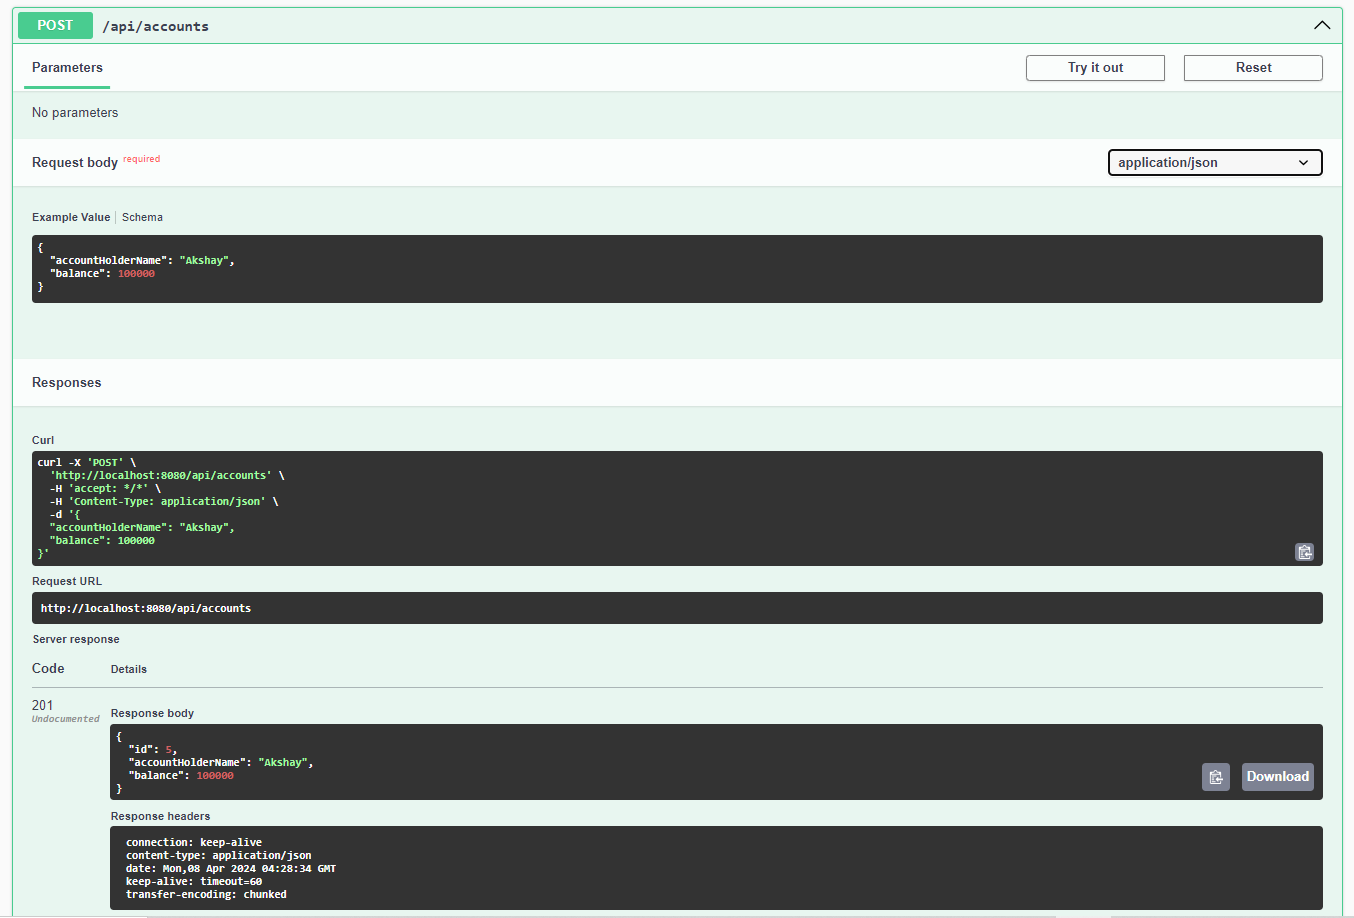 POST /api/accounts
Parameters
Try it out
Reset
No parameters
Request body required
application/json
Example Value Schema
{
"accountHolderName": "Akshay",
"balance": 100000
}
Responses
Curl
curl -X 'POST' \
'http://localhost:8080/api/accounts' \
-H 'accept: */*' \
-H 'Content-Type: application/json' \
-d '{
"accountHolderName": "Akshay",
"balance": 100000
}'
Request URL
http://localhost:8080/api/accounts
Server response
Code Details
201
Undocumented
Response body
{
"id": 5,
"accountHolderName": "Akshay",
"balance": 100000
}
Download
Response headers
connection: keep-alive
content-type: application/json
date: Mon,08 Apr 2024 04:28:34 GMT
keep-alive: timeout=60
transfer-encoding: chunked